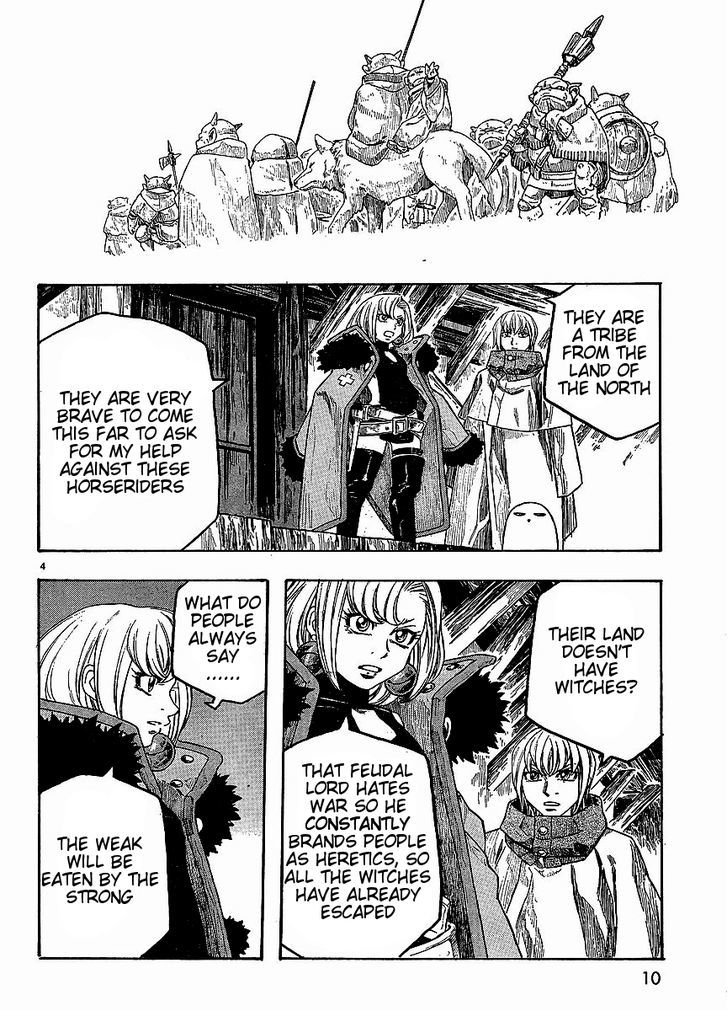 THEY ARE
A TRIBE
FROM THE
LAND OF
THE NORTH
THEY ARE VERY
BRAVE TO COME
THIS FAR TO ASK
FOR MY HELP
AGAINST THESE
HORSERIDERS
4
THEIR LAND
DOESN'T
HAVE
WITCHES?
THAT FEUDAL
LORD HATES
WAR SO HE
CONSTANTLY
BRANDS PEOPLE
AS HERETICS, SO
ALL THE WITCHES
HAVE ALREADY
ESCAPED
WHAT DO
PEOPLE
ALWAYS
SAY
......
THE WEAK
WILL BE
EATEN BY THE
STRONG
10